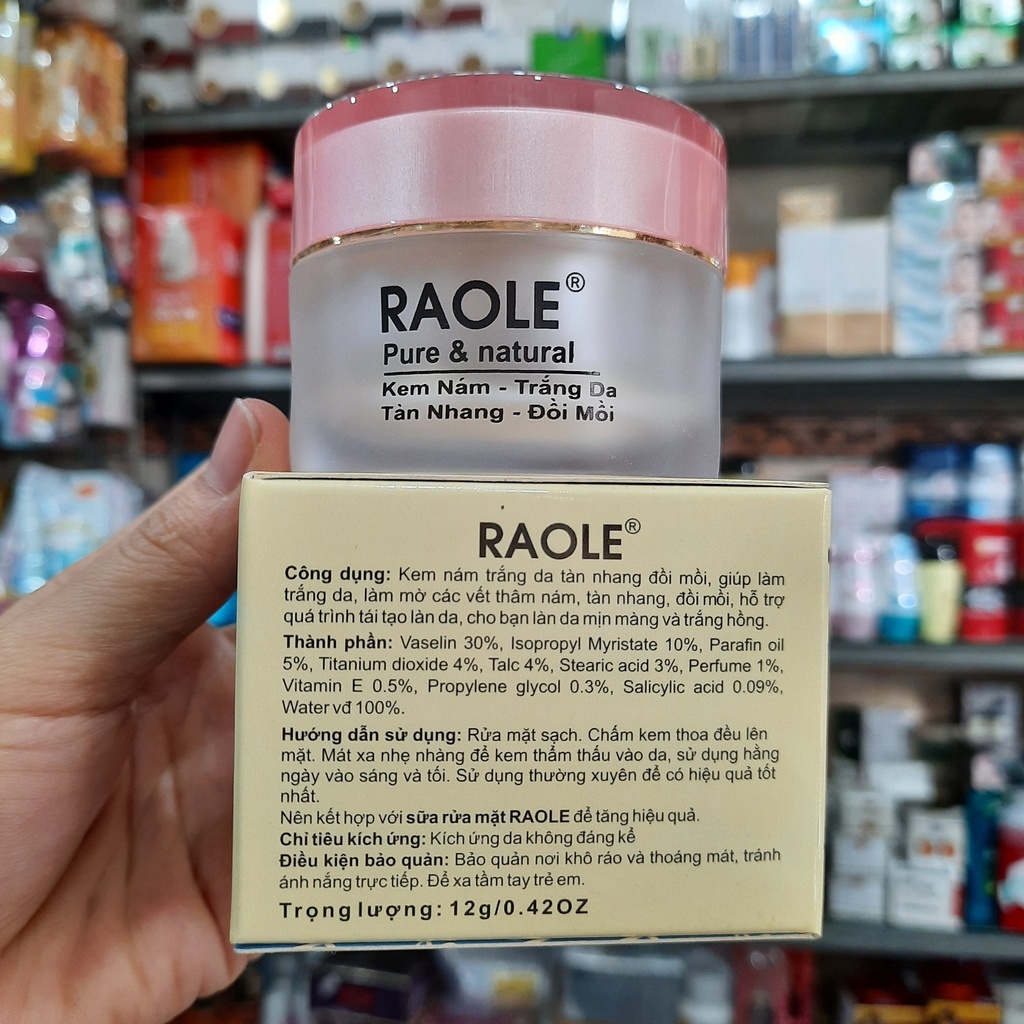 RAOLE®
Pure & natural
Kem Nám - Trắng Da
Tàn Nhang - Đồi Mồi
RAOLE®
Công dụng: Kem nám trắng da tàn nhang đồi mồi, giúp làm
trắng da, làm mờ các vết thâm nám, tàn nhang, đồi mồi, hỗ trợ
quá trình tái tạo làn da, cho bạn làn da mịn màng và trắng hồng.
Thành phần: Vaselin 30%, Isopropyl Myristate 10%, Parafin oil
5%, Titanium dioxide 4%, Talc 4%, Stearic acid 3%, Perfume 1%,
Vitamin E 0.5%, Propylene glycol 0.3%, Salicylic acid 0.09%,
Water vđ 100%.
Hướng dẫn sử dụng: Rửa mặt sạch. Chấm kem thoa đều lên
mặt. Mát xa nhẹ nhàng để kem thẩm thấu vào da, sử dụng hằng
ngày vào sáng và tối. Sử dụng thường xuyên để có hiệu quả tốt
nhất.
Nên kết hợp với sữa rửa mặt RAOLE để tăng hiệu quả.
Chỉ tiêu kích ứng: Kích ứng da không đáng kể
Điều kiện bảo quản: Bảo quản nơi khô ráo và thoáng mát, tránh
ánh nắng trực tiếp. Để xa tầm tay trẻ em.
Trọng lượng: 12g/0.42OZ